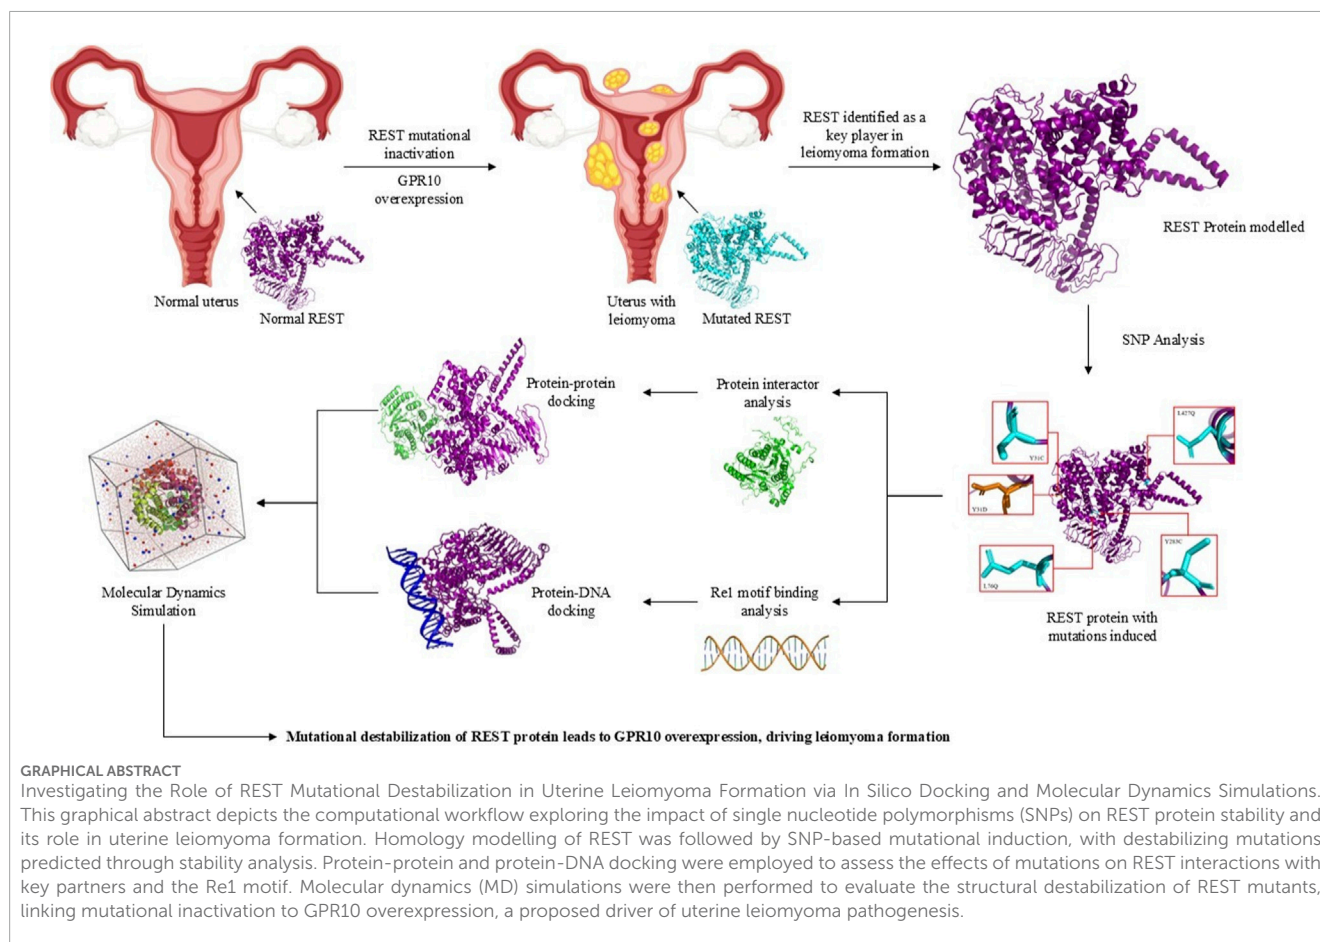 REST mutational
inactivation
GPR10
overexpression
REST identified as a
key player in
leiomyoma formation
REST Protein modelled
Normal uterus
Normal REST
Uterus with
leiomyoma
Mutated REST
SNP Analysis
Protein-protein
docking
Protein interactor
analysis
Y31C
L427Q
Y31D
L76Q
Y283C
Molecular Dynamics
Simulation
Protein-DNA
docking
Re1 motif binding
analysis
REST protein with
mutations induced
Mutational destabilization of REST protein leads to GPR10 overexpression, driving leiomyoma formation
GRAPHICAL ABSTRACT
Investigating the Role of REST Mutational Destabilization in Uterine Leiomyoma Formation via In Silico Docking and Molecular Dynamics Simulations.
This graphical abstract depicts the computational workflow exploring the impact of single nucleotide polymorphisms (SNPs) on REST protein stability and
its role in uterine leiomyoma formation. Homology modelling of REST was followed by SNP-based mutational induction, with destabilizing mutations
predicted through stability analysis. Protein-protein and protein-DNA docking were employed to assess the effects of mutations on REST interactions with
key partners and the Re1 motif. Molecular dynamics (MD) simulations were then performed to evaluate the structural destabilization of REST mutants,
linking mutational inactivation to GPR10 overexpression, a proposed driver of uterine leiomyoma pathogenesis.